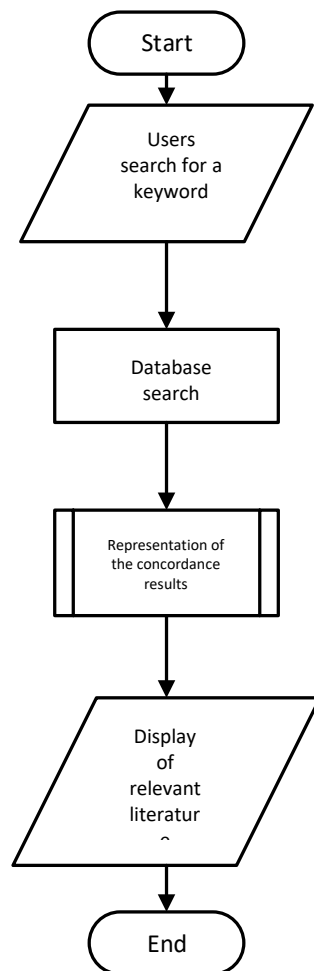 Start
Users
search for a
keyword
Database
search
Representation of
the concordance
results
Display
of
relevant
literatur
End